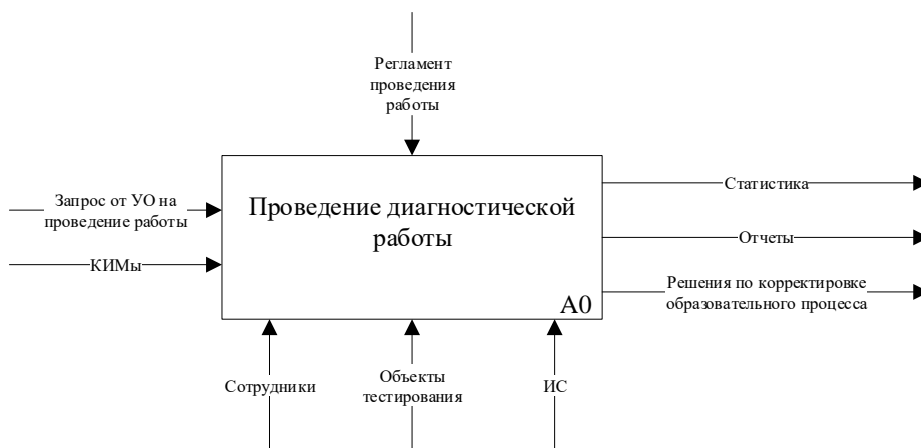 Регламент
проведения
работы
Запрос от УО на
проведение работы
КИМы
Проведение диагностической
работы
A0
Статистика
Отчеты
Решения по корректировке
образовательного процесса
Сотрудники
Объекты
тестирования
ИС